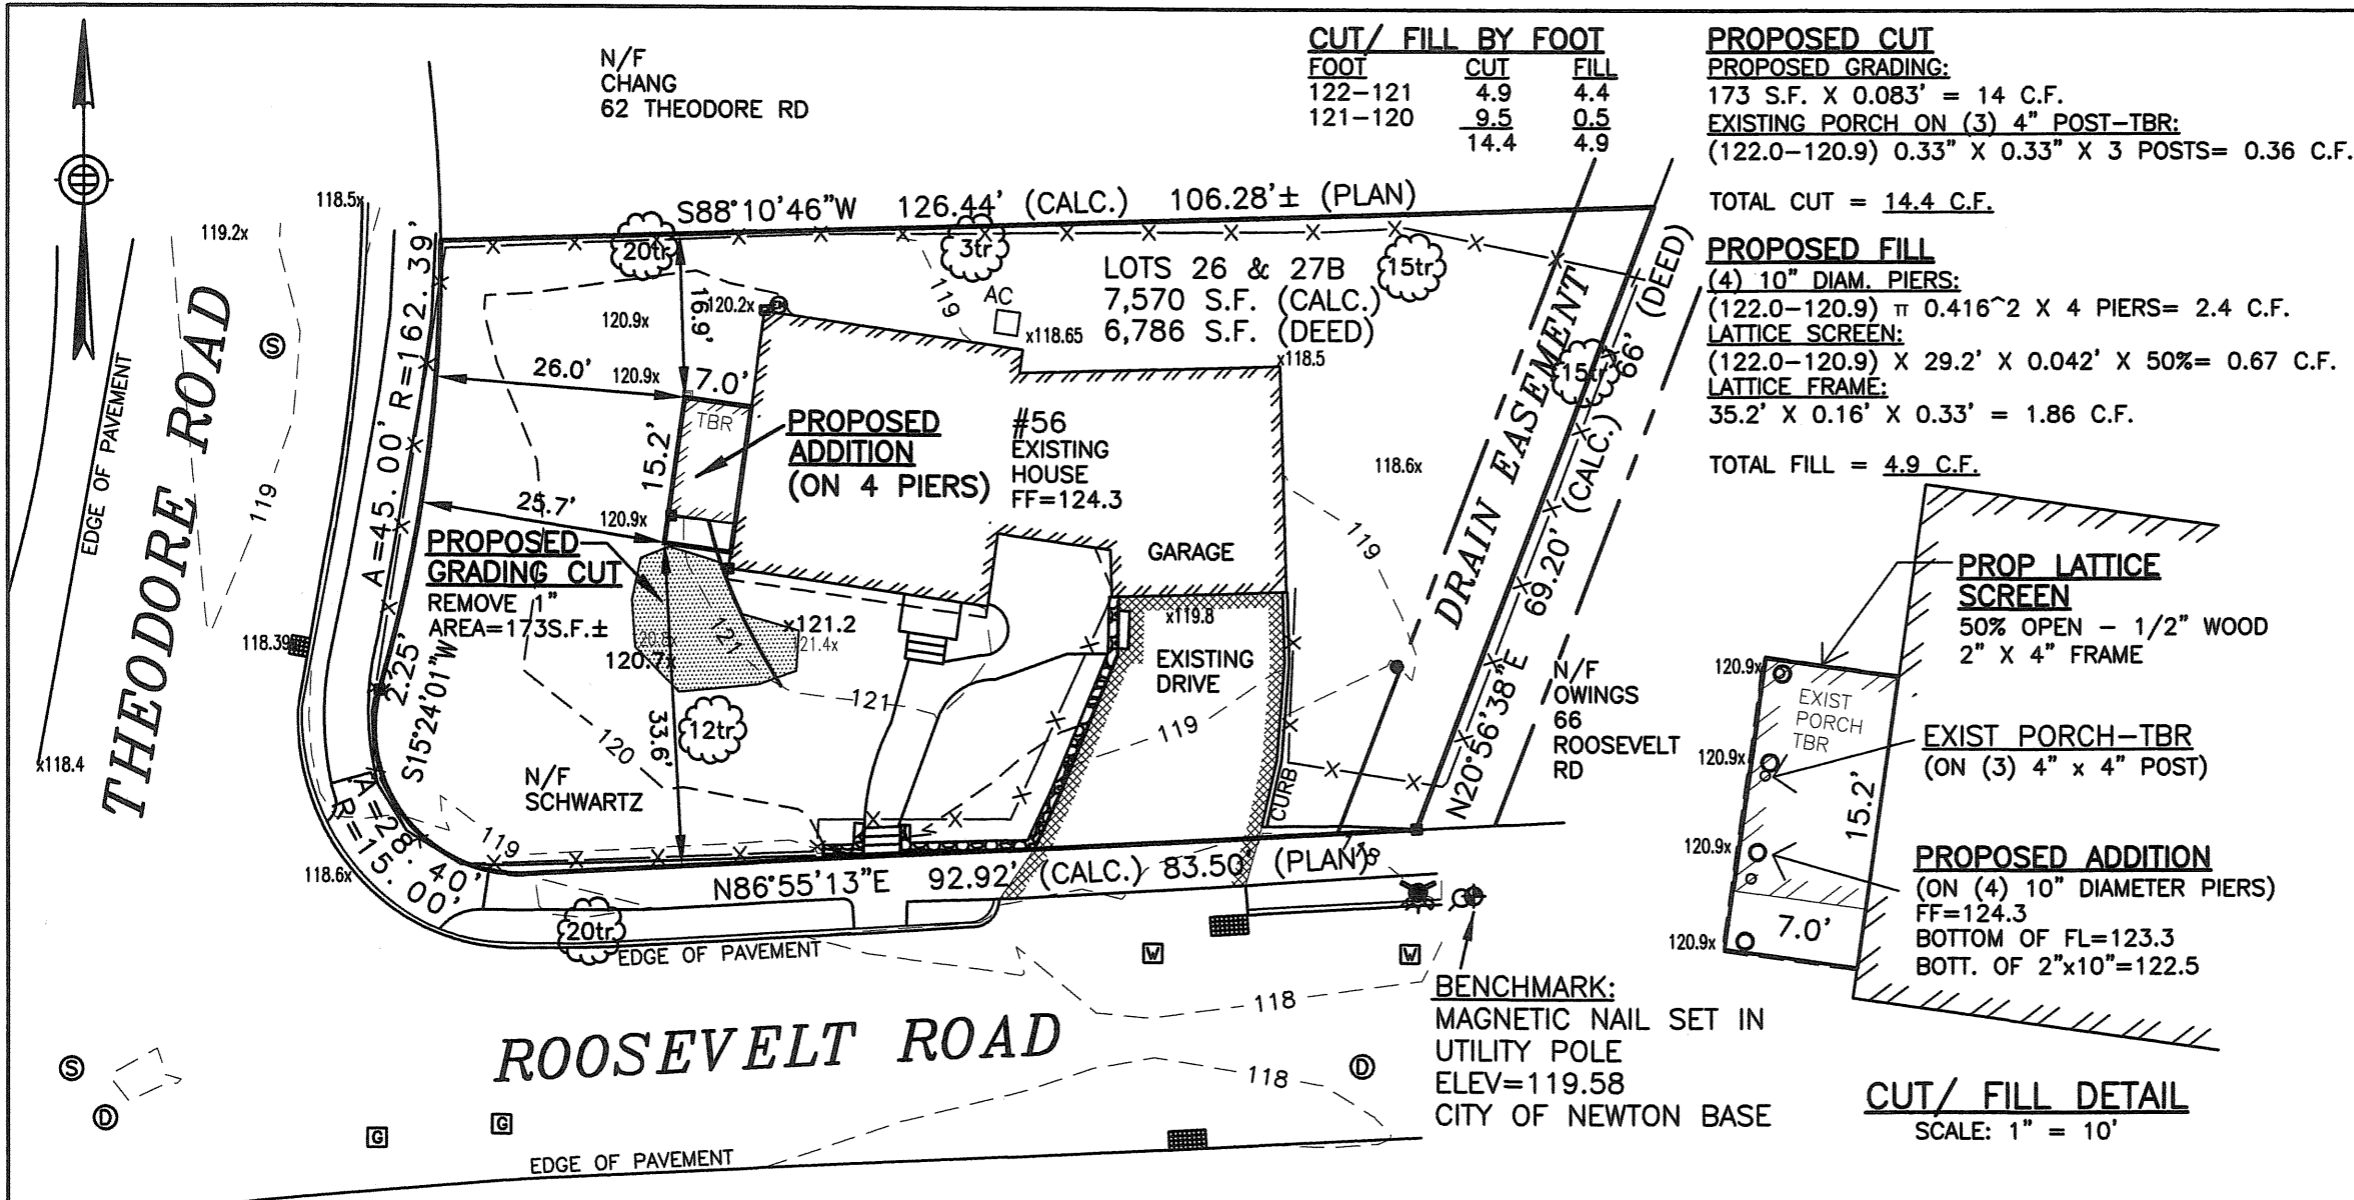 N/F
CHANG
62 THEODORE RD
CUT/ FILL BY FOOT
FOOT CUT FILL
122-121 4.9 4.4
121-120 9.5 0.5
14.4 4.9
PROPOSED CUT
PROPOSED GRADING:
173 S.F. X 0.083' = 14 C.F.
EXISTING PORCH ON (3) 4" POST-TBR:
(122.0-120.9) 0.33" X 0.33" X 3 POSTS= 0.36 C.F.
TOTAL CUT = 14.4 C.F.
PROPOSED FILL
(4) 10" DIAM. PIERS:
(122.0-120.9) π 0.416^2 X 4 PIERS= 2.4 C.F.
LATTICE SCREEN:
(122.0-120.9) X 29.2' X 0.042' X 50%= 0.67 C.F.
LATTICE FRAME:
35.2' X 0.16' X 0.33' = 1.86 C.F.
TOTAL FILL = 4.9 C.F.
118.5x
119.2x
S88°10'46"W 126.44' (CALC.) 106.28'± (PLAN)
20tr
3tr
15tr
LOTS 26 & 27B
7,570 S.F. (CALC.)
6,786 S.F. (DEED)
AC
119
x118.65
x118.5
16.9'
120.9x
120.2x
S
26.0'
120.9x
7.0'
TBR
15.2'
PROPOSED
ADDITION
(ON 4 PIERS)
#56
EXISTING
HOUSE
FF=124.3
118.6x
15tr
66' (DEED)
69.20' (CALC.)
N20°56'38"E
DRAIN EASEMENT
119
EDGE OF PAVEMENT
THEODORE ROAD
119
A=45.00' R=162.39'
25.7'
120.9x
PROPOSED
GRADING CUT
REMOVE 1"
AREA=173S.F.±
20.8x
120.7x
121
x121.2
21.4x
GARAGE
x119.8
EXISTING
DRIVE
118.39
2.25'
S15°24'01"W
121
12tr
33.6'
120
119
N/F
OWINGS
66
ROOSEVELT
RD
x118.4
N/F
SCHWARTZ
CURB
A=28.40'
R=15.00'
119
118.6x
N86°55'13"E 92.92' (CALC.) 83.50 (PLAN)
20tr
EDGE OF PAVEMENT
W
W
118
ROOSEVELT ROAD
118
S
D
D
G
G
EDGE OF PAVEMENT
BENCHMARK:
MAGNETIC NAIL SET IN
UTILITY POLE
ELEV=119.58
CITY OF NEWTON BASE
PROP LATTICE
SCREEN
50% OPEN - 1/2" WOOD
2" X 4" FRAME
120.9x
EXIST
PORCH
TBR
EXIST PORCH-TBR
(ON (3) 4" x 4" POST)
120.9x
15.2'
120.9x
PROPOSED ADDITION
(ON (4) 10" DIAMETER PIERS)
FF=124.3
BOTTOM OF FL=123.3
BOTT. OF 2"x10"=122.5
7.0'
120.9x
CUT/ FILL DETAIL
SCALE: 1" = 10'